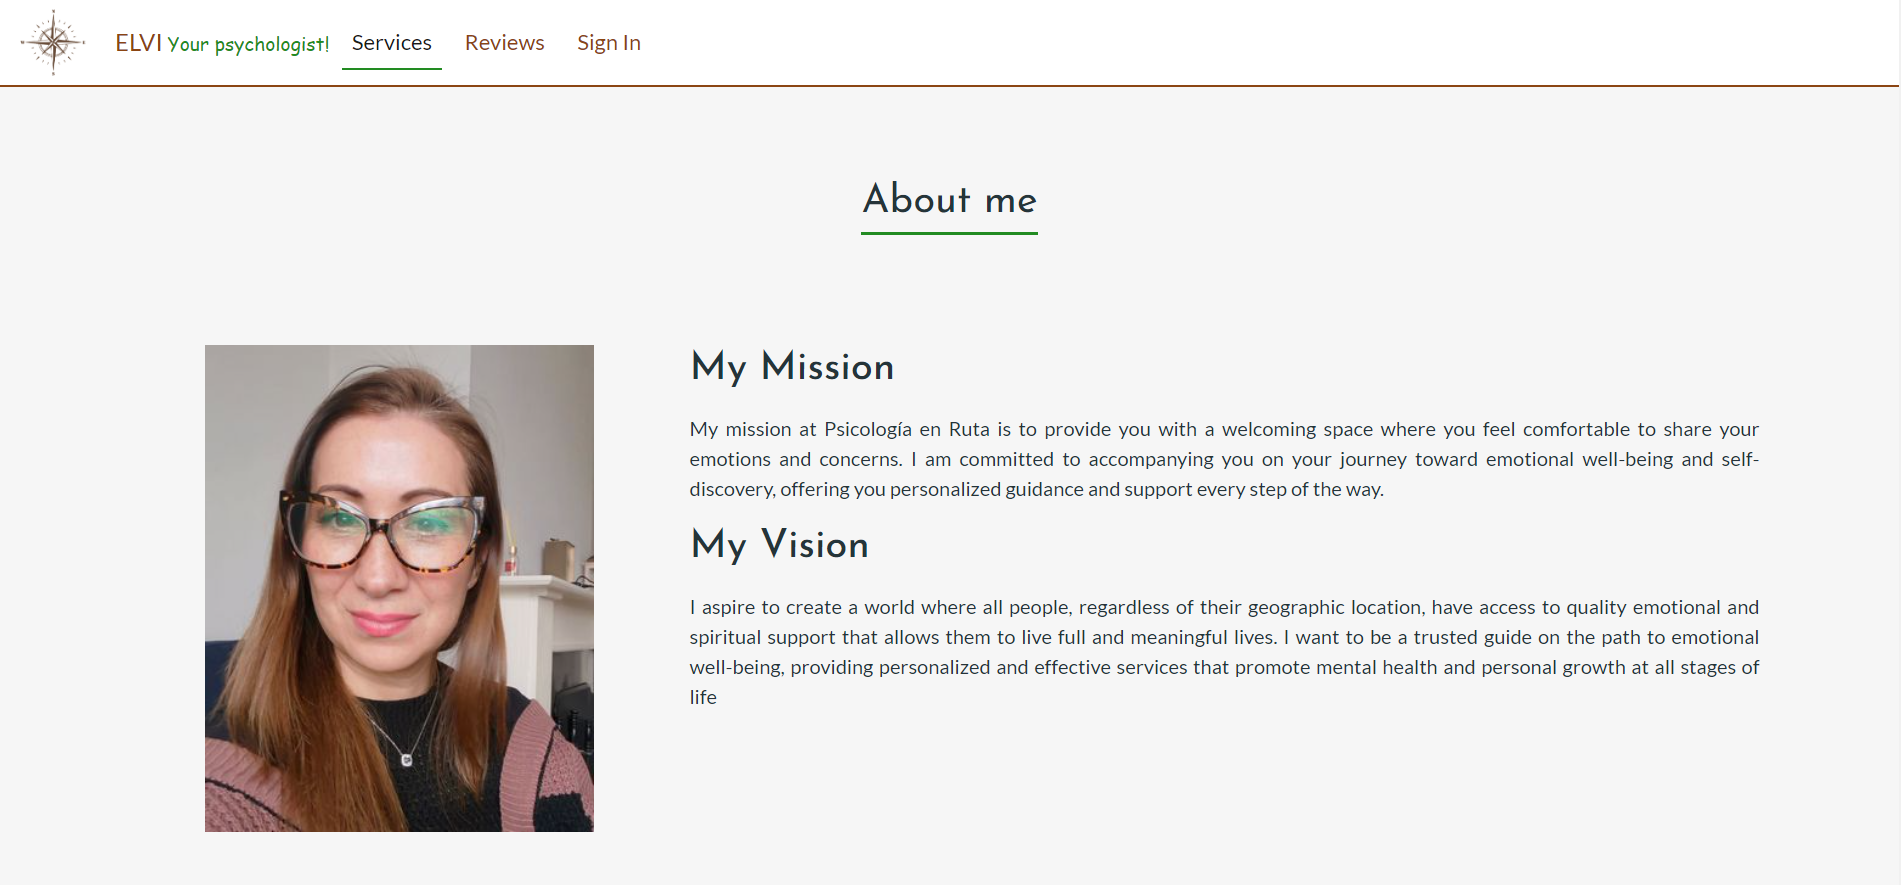 ELVI Your psychologist! Services Reviews Sign In
About me
My Mission
My mission at Psicología en Ruta is to provide you with a welcoming space where you feel comfortable to share your
emotions and concerns. I am committed to accompanying you on your journey toward emotional well-being and self-
discovery, offering you personalized guidance and support every step of the way.
My Vision
I aspire to create a world where all people, regardless of their geographic location, have access to quality emotional and
spiritual support that allows them to live full and meaningful lives. I want to be a trusted guide on the path to emotional
well-being, providing personalized and effective services that promote mental health and personal growth at all stages of
life